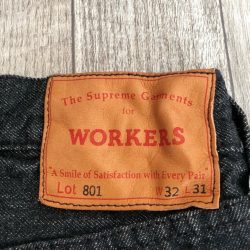 The Supreme Garments
for
WORKERS
A Smile of Satisfaction with Every Pair
Lot 801 W32 L31